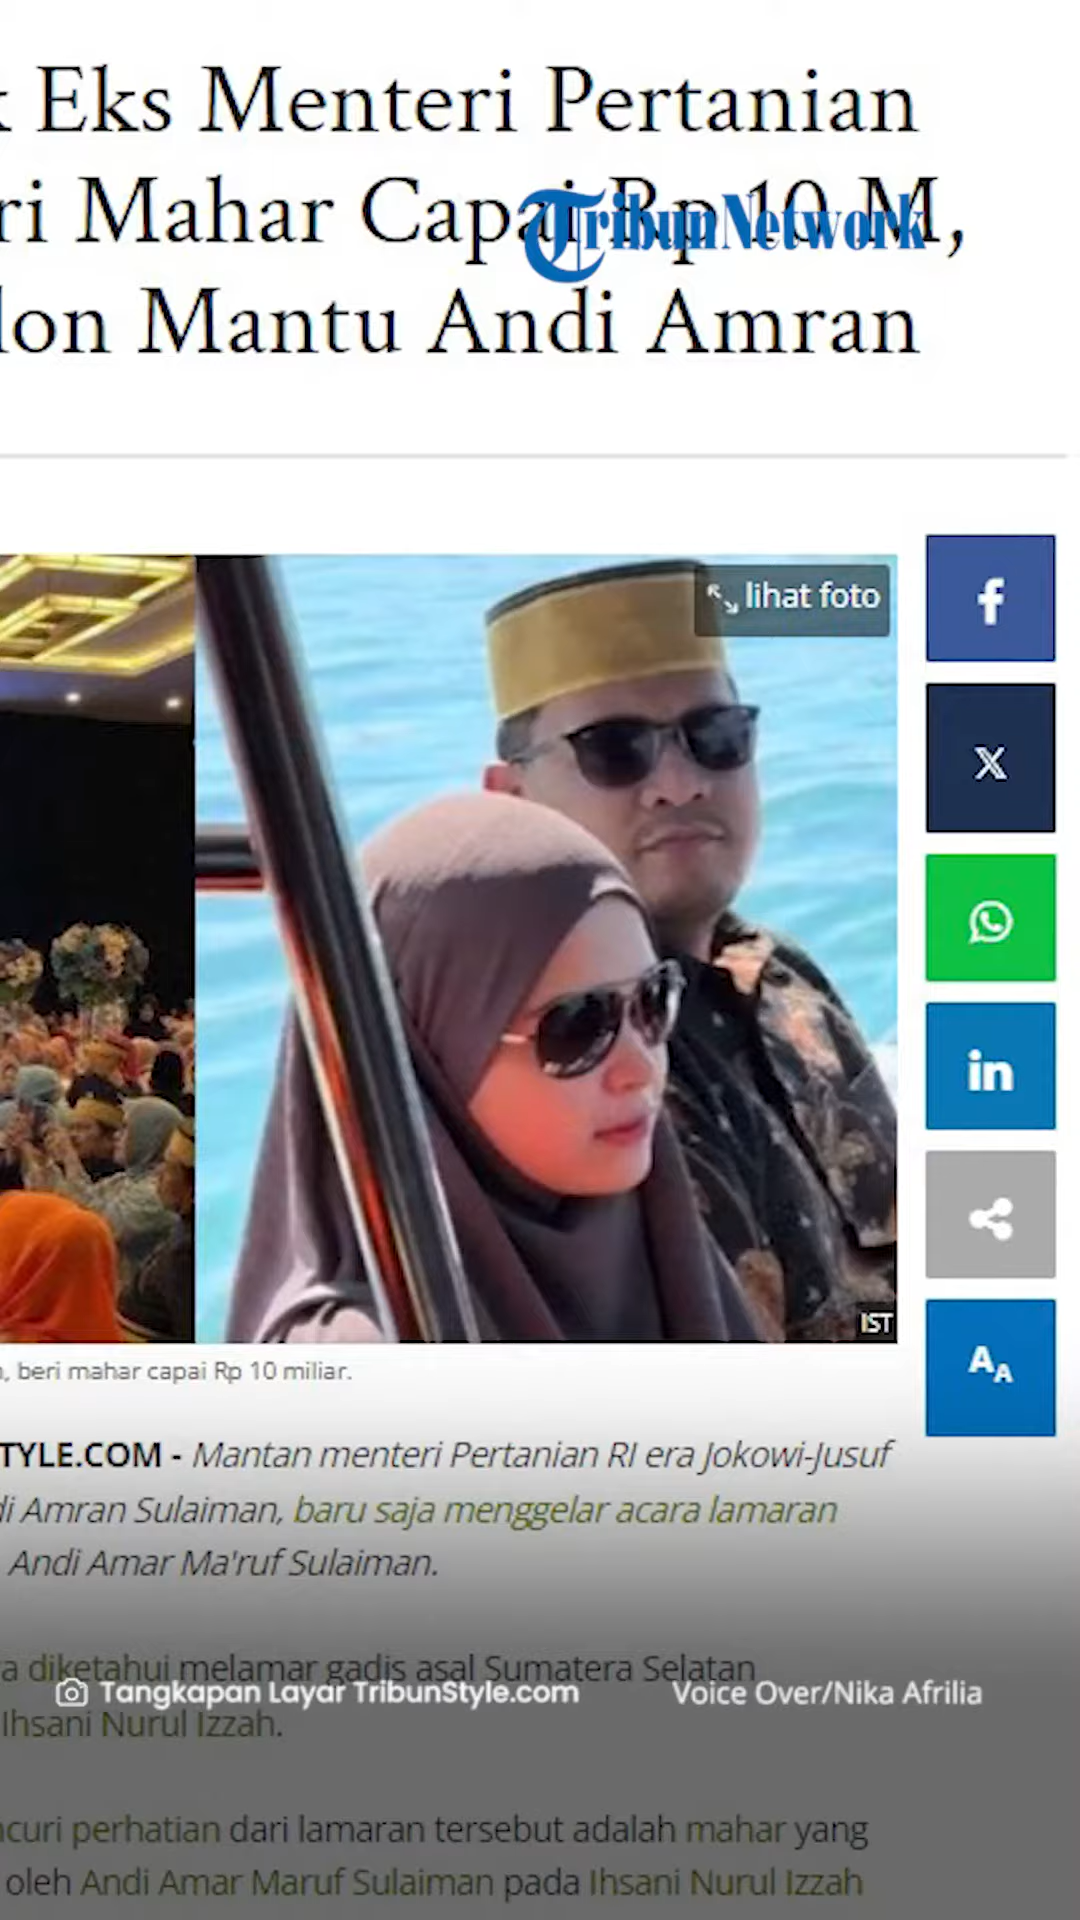 Eks Menteri Pertanian
ri Mahar Capai Rp 10 M,
TribunNetwork
lon Mantu Andi Amran
lihat foto
f
X
in
IST
, beri mahar capai Rp 10 miliar.
AA
TYLE.COM - Mantan menteri Pertanian RI era Jokowi-Jusuf
di Amran Sulaiman, baru saja menggelar acara lamaran
Andi Amar Ma'ruf Sulaiman.
a diketahui melamar gadis asal Sumatera Selatan
Tangkapan Layar TribunStyle.com
Voice Over/Nika Afrilia
Ihsani Nurul Izzah.
ncuri perhatian dari lamaran tersebut adalah mahar yang
oleh Andi Amar Maruf Sulaiman pada Ihsani Nurul Izzah